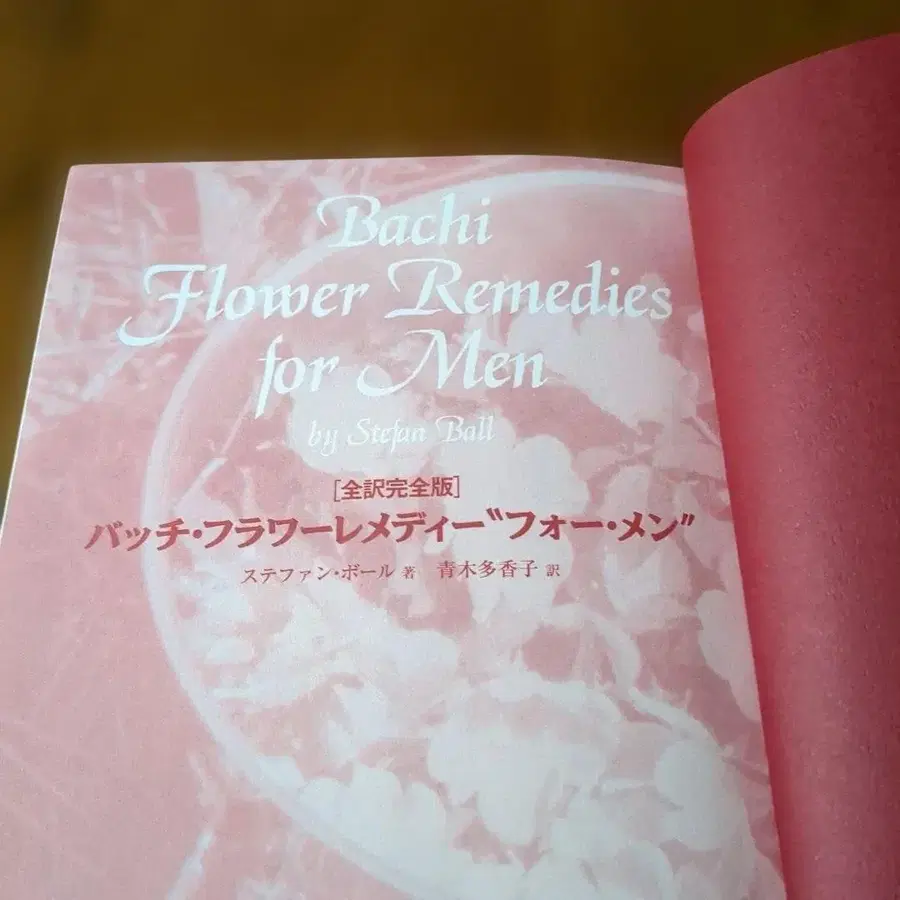 Bachi
Flower Remedies
for Men
by Stefan Ball
［全訳完全版］
バッチ・フラワーレメディー〝フォー・メン〟
ステファン・ボール 著　青木多香子 訳